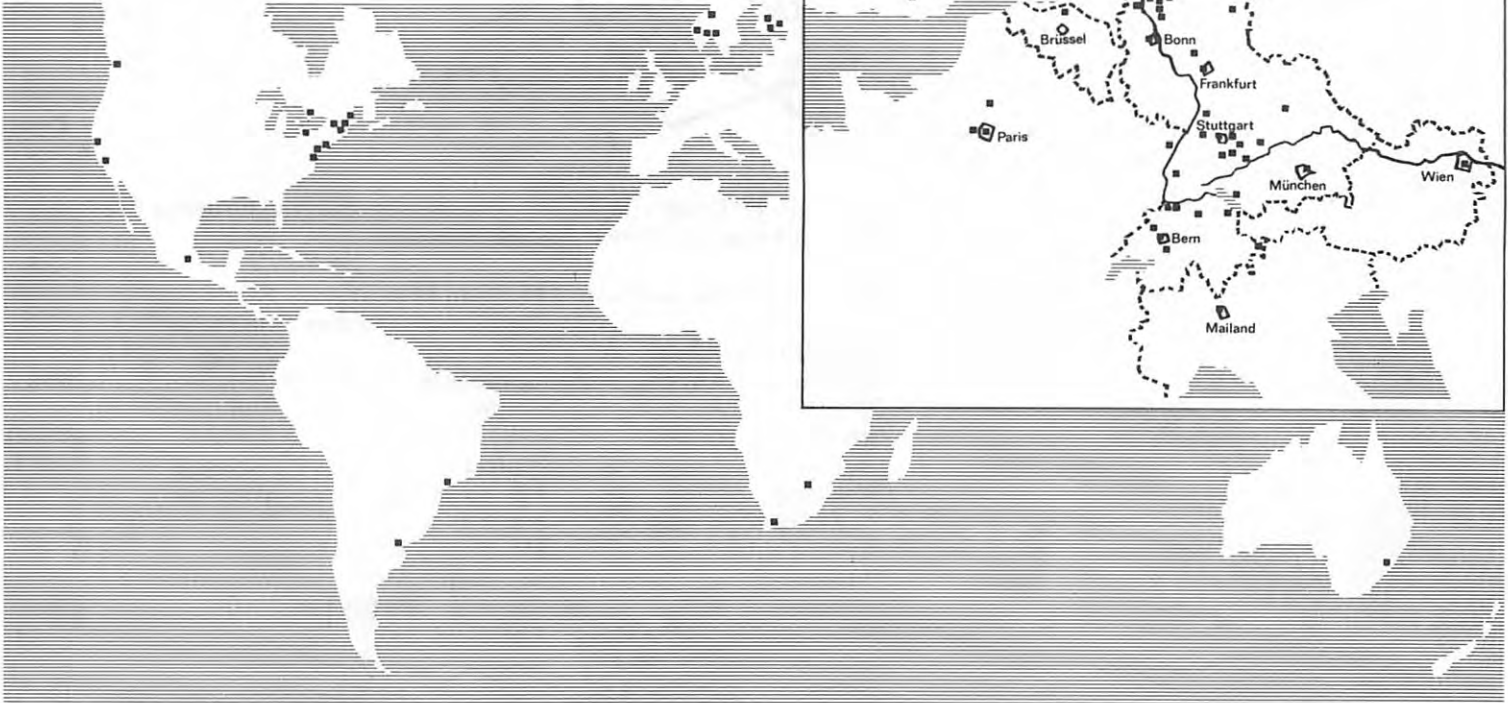 Brüssel
Bonn
Frankfurt
Paris
Stuttgart
München
Wien
Bern
Mailand